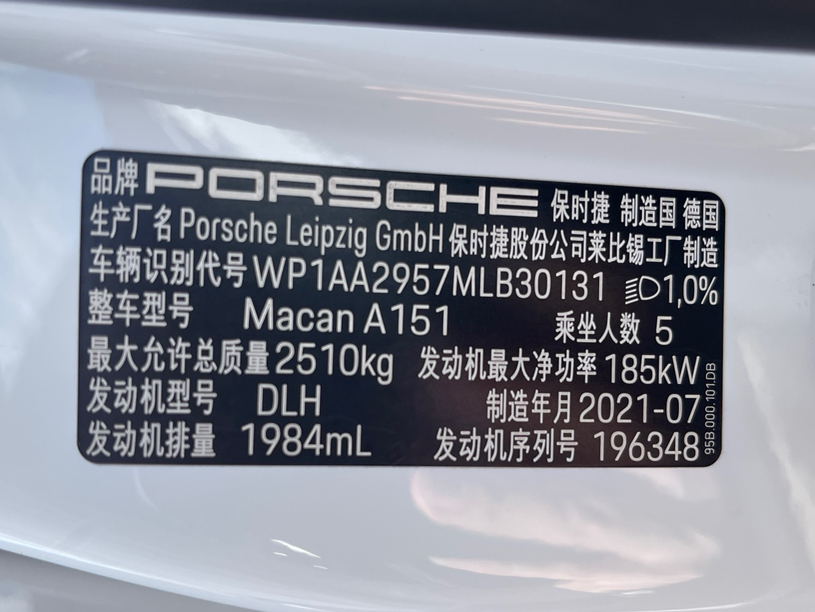 品牌 PORSCHE 保时捷 制造国 德国
生产厂名 Porsche Leipzig GmbH 保时捷股份公司莱比锡工厂制造
车辆识别代号 WP1AA2957MLB30131 1,0%
整车型号 Macan A151 乘坐人数 5
最大允许总质量 2510kg 发动机最大净功率 185kW
发动机型号 DLH 制造年月 2021-07
发动机排量 1984mL 发动机序列号 196348
95B.000.101.DB